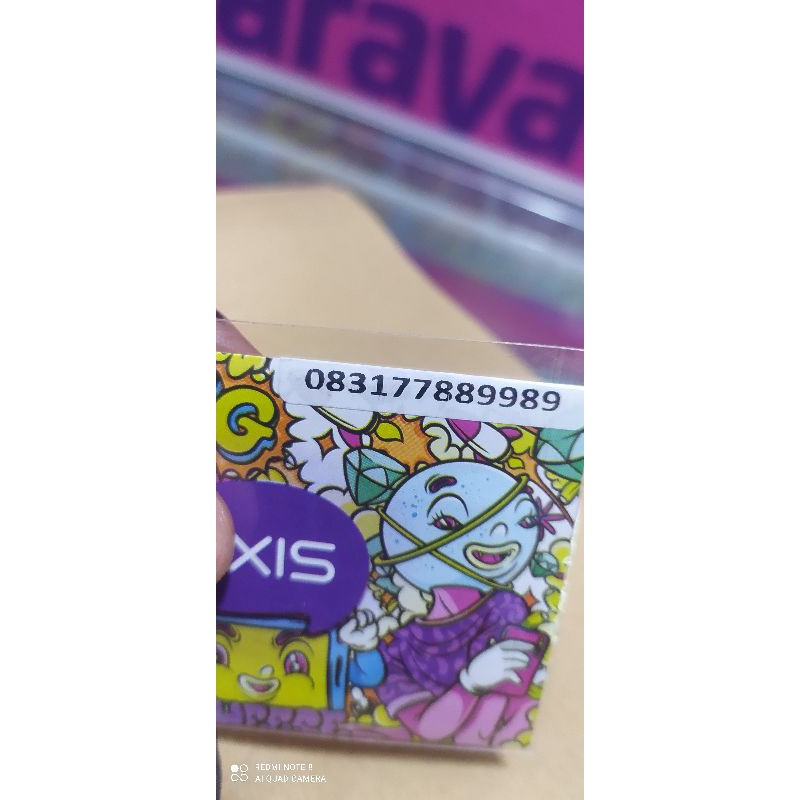 arava
083177889989
G
XIS
REDMI NOTE 8
AI QUAD CAMERA